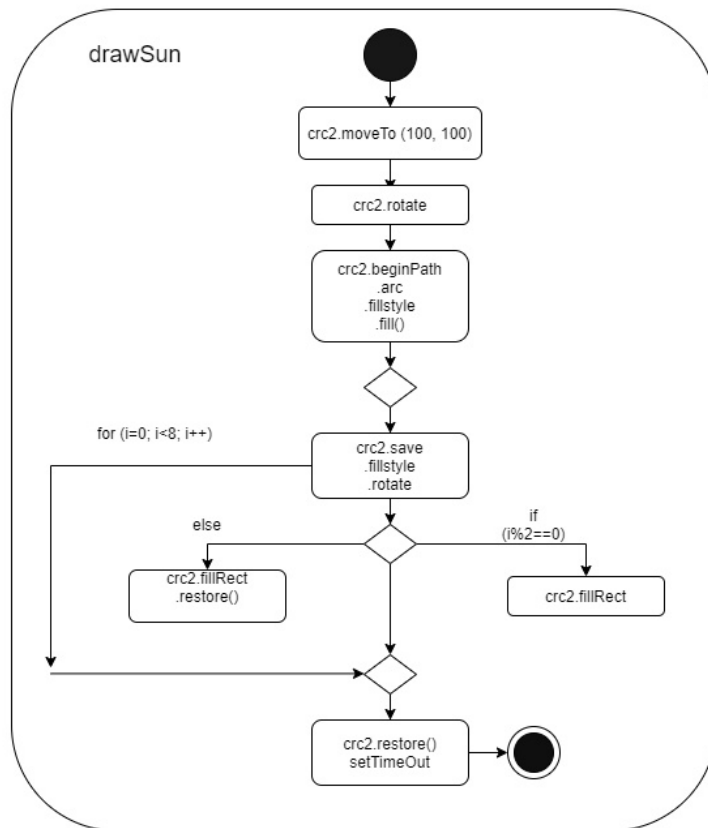 drawSun
crc2.moveTo (100, 100)
crc2.rotate
crc2.beginPath
.arc
.fillstyle
.fill()
for (i=0; i<8; i++)
crc2.save
.fillstyle
.rotate
else
if
(i%2==0)
crc2.fillRect
.restore()
crc2.fillRect
crc2.restore()
setTimeOut